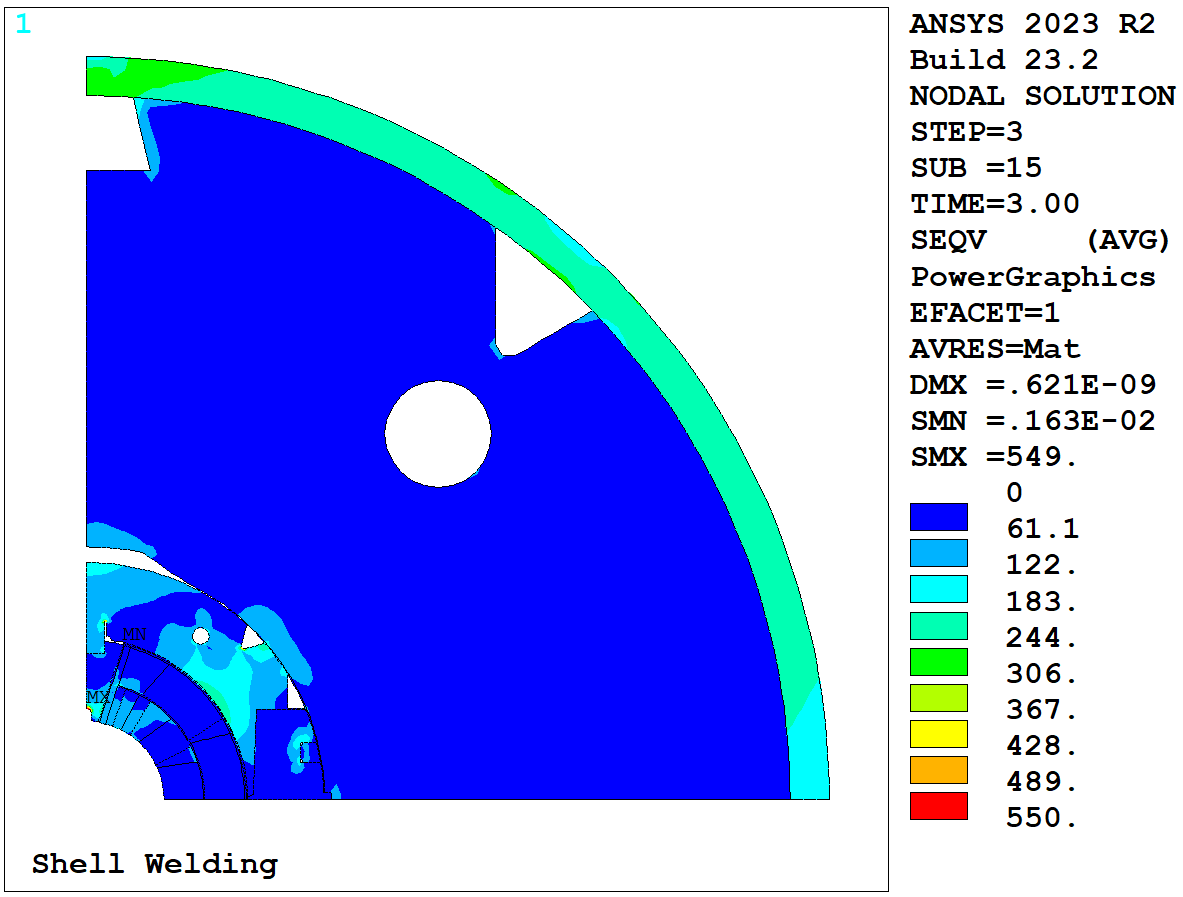 1
ANSYS 2023 R2
Build 23.2
NODAL SOLUTION
STEP=3
SUB =15
TIME=3.00
SEQV (AVG)
PowerGraphics
EFACET=1
AVRES=Mat
DMX =.621E-09
SMN =.163E-02
SMX =549.
0
61.1
122.
183.
244.
306.
367.
428.
489.
550.
MN
MX
Shell Welding